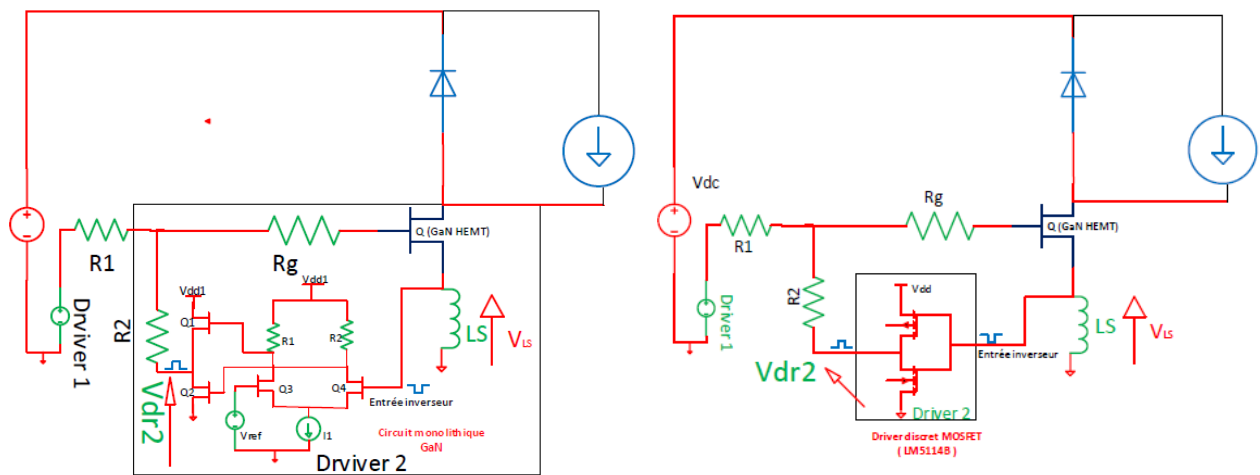 R1
Rg
Q (GaN HEMT)
Drviver 1
R2
Vdd1
Vdd1
Q1
R1
R2
LS
VLS
Q2
Q3
Q4
Vdr2
Vref
I1
Entrée inverseur
Circuit monolithique
GaN
Drviver 2
Vdc
R1
Rg
Q (GaN HEMT)
Driver 1
R2
Vdd
LS
VLS
Entrée inverseur
Vdr2
Driver 2
Driver discret MOSFET
( LM5114B )